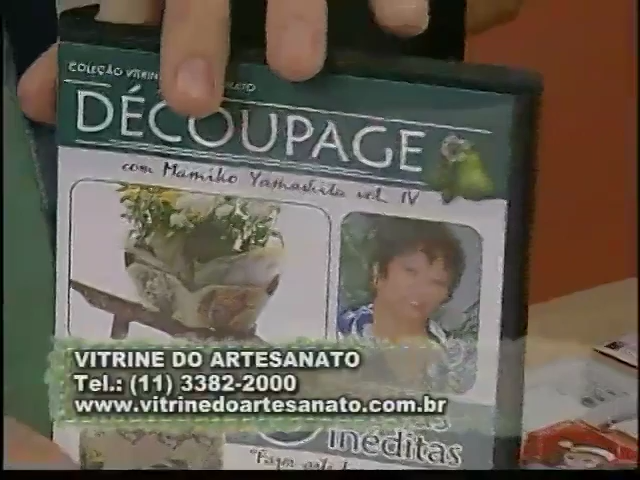 COLEÇÃO VITRINE
DÉCOUPAGE
com Mamiko Yamashita vol. IV
VITRINE DO ARTESANATO
Tel.: (11) 3382-2000
www.vitrinedoartesanato.com.br
inéditas